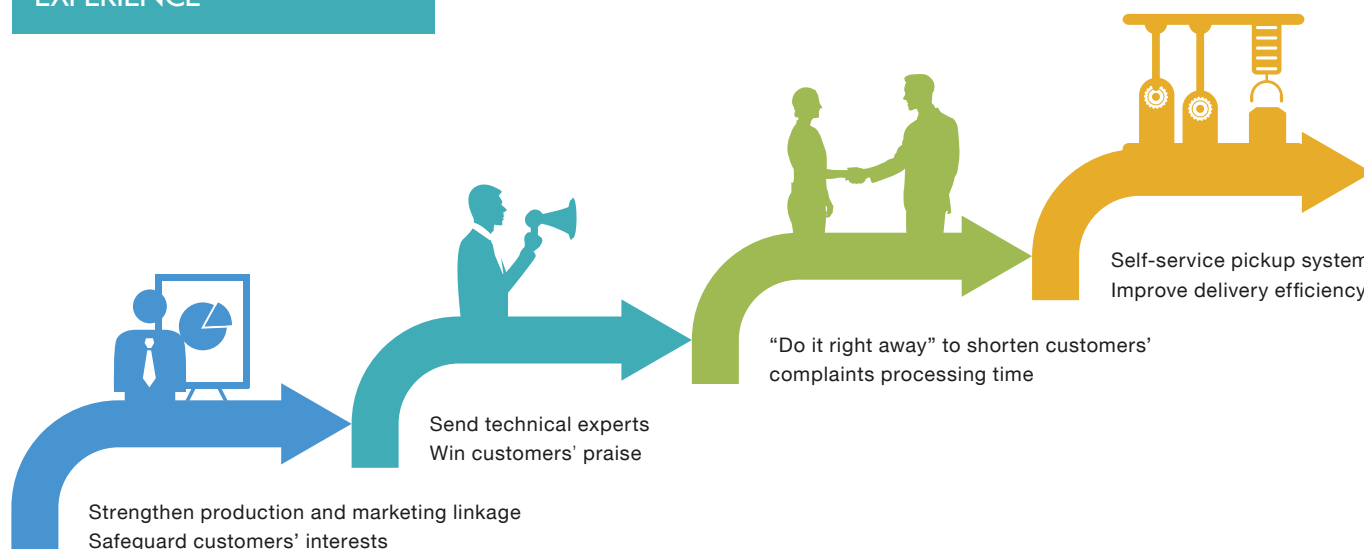 EXPERIENCE
Self-service pickup system
Improve delivery efficiency
“Do it right away” to shorten customers’
complaints processing time
Send technical experts
Win customers’ praise
Strengthen production and marketing linkage
Safeguard customers’ interests